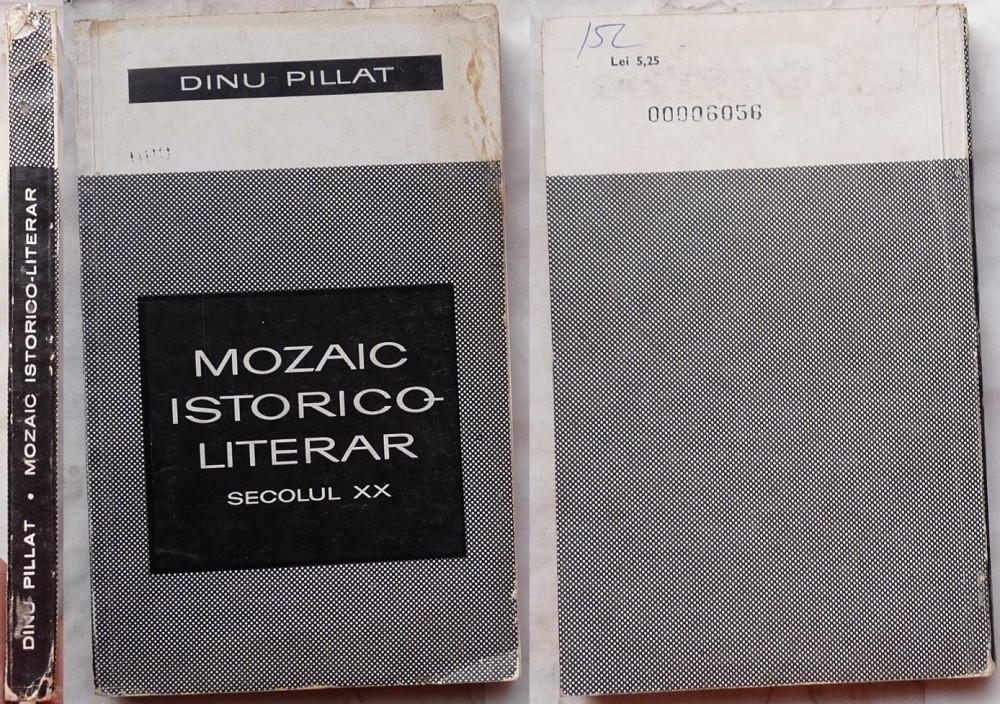 DINU PILLAT • MOZAIC ISTORICO-LITERAR
DINU PILLAT
MOZAIC
ISTORICO-
LITERAR
SECOLUL XX
152
Lei 5,25
00006056